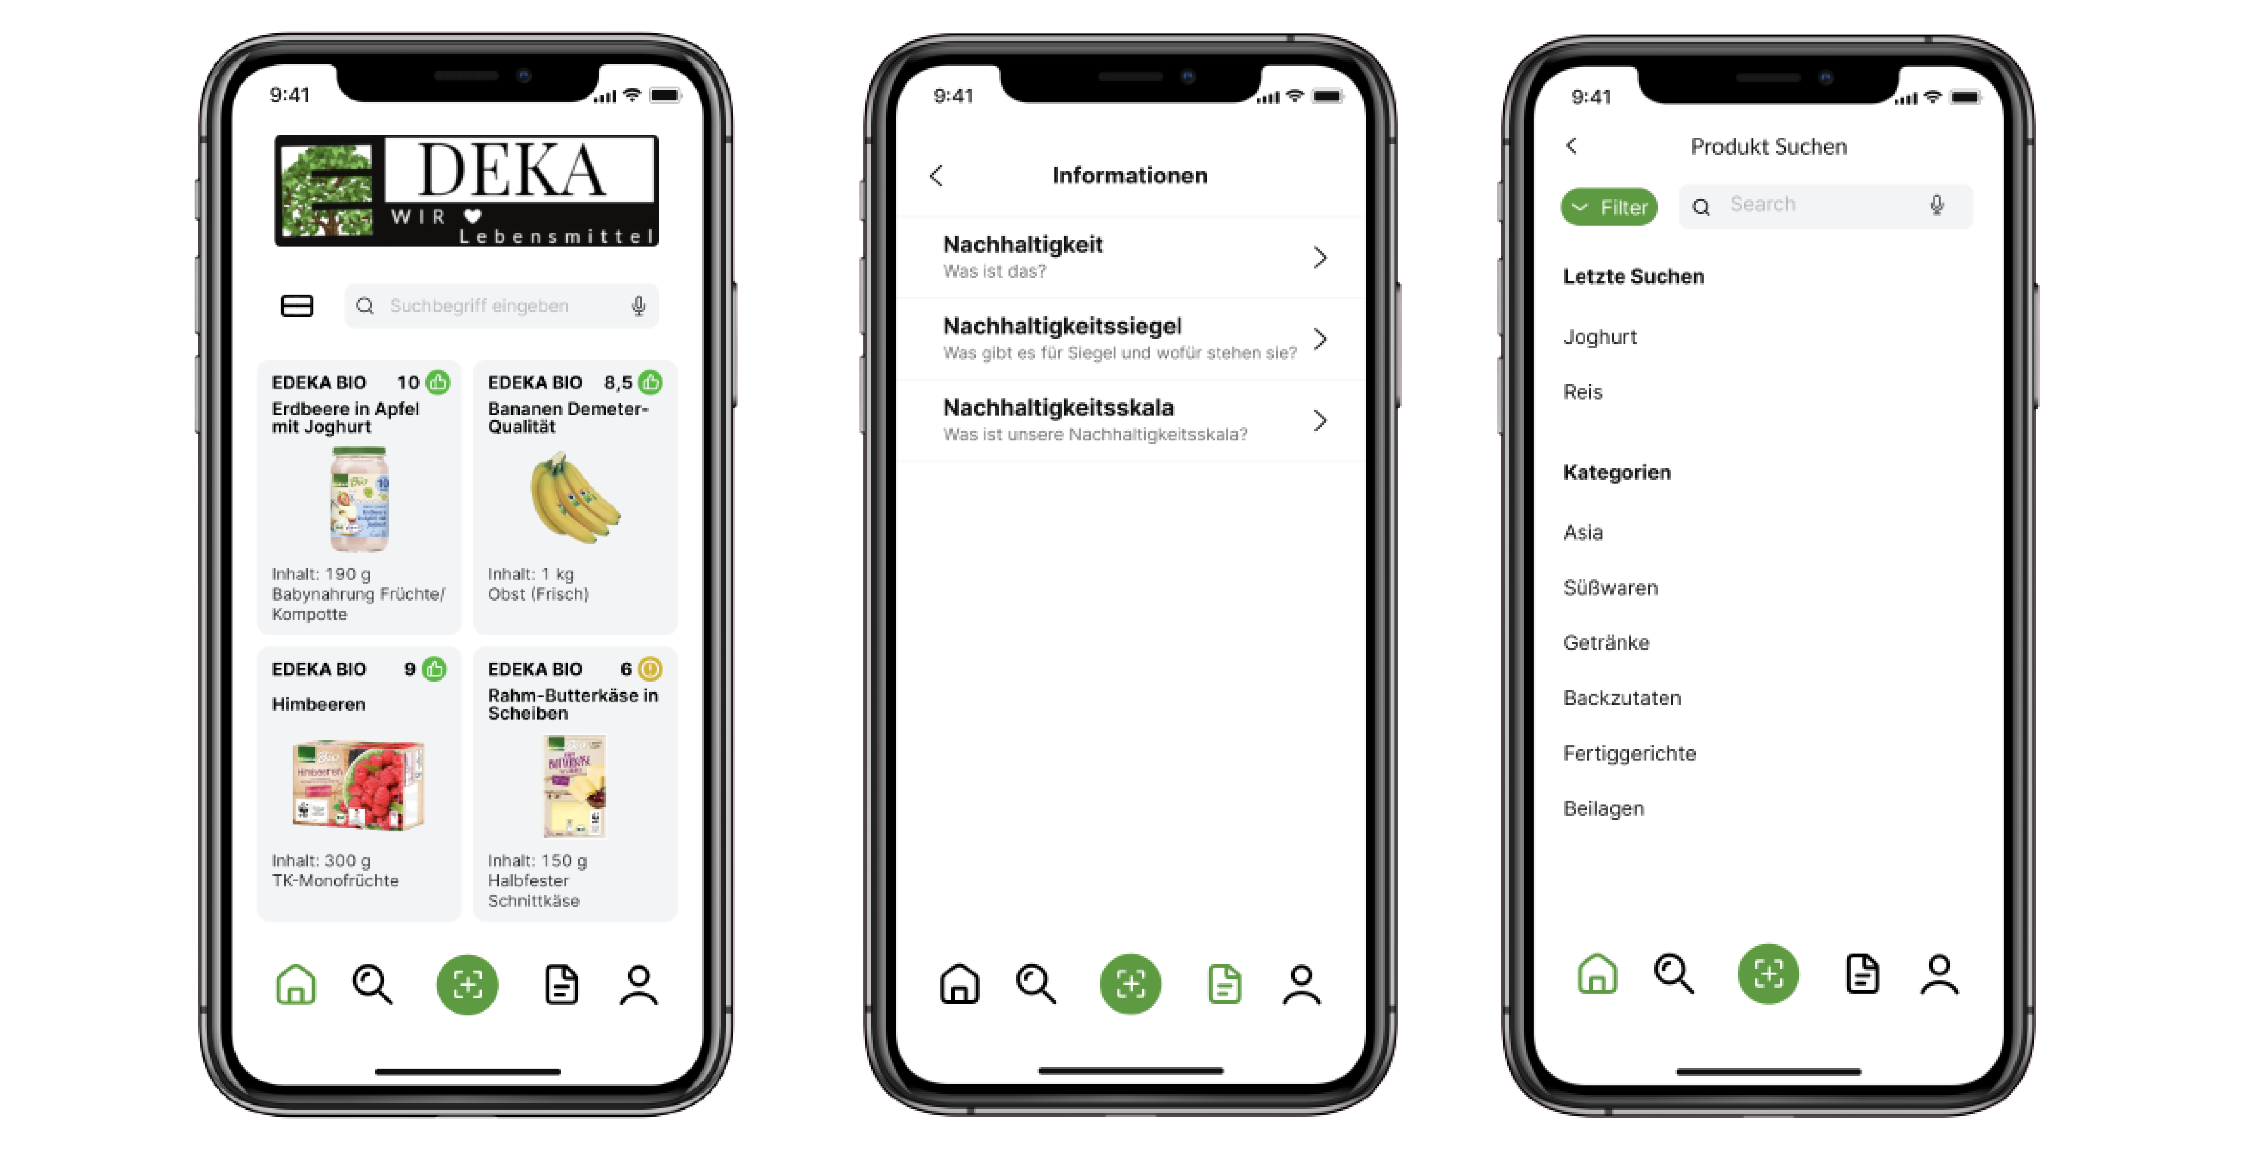 9:41
DEKA
WIR
Lebensmittel
Suchbegriff eingeben
EDEKA BIO 10
Erdbeere in Apfel
mit Joghurt
Inhalt: 190 g
Babynahrung Früchte/
Kompotte
EDEKA BIO 8,5
Bananen Demeter-
Qualität
Inhalt: 1 kg
Obst (Frisch)
EDEKA BIO 9
Himbeeren
Himbeeren
Inhalt: 300 g
TK-Monofrüchte
EDEKA BIO 6
Rahm-Butterkäse in
Scheiben
BUTTERKÄSE
Inhalt: 150 g
Halbfester
Schnittkäse
9:41
Informationen
Nachhaltigkeit
Was ist das?
Nachhaltigkeitssiegel
Was gibt es für Siegel und wofür stehen sie?
Nachhaltigkeitsskala
Was ist unsere Nachhaltigkeitsskala?
9:41
Produkt Suchen
Filter
Search
Letzte Suchen
Joghurt
Reis
Kategorien
Asia
Süßwaren
Getränke
Backzutaten
Fertiggerichte
Beilagen